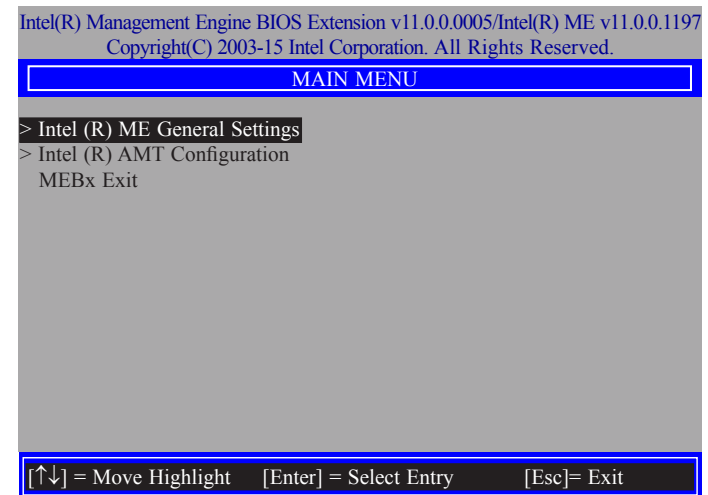 Intel(R) Management Engine BIOS Extension v11.0.0.0005/Intel(R) ME v11.0.0.1197
Copyright(C) 2003-15 Intel Corporation. All Rights Reserved.
MAIN MENU
> Intel (R) ME General Settings
> Intel (R) AMT Configuration
MEBx Exit
[↑↓] = Move Highlight [Enter] = Select Entry [Esc]= Exit